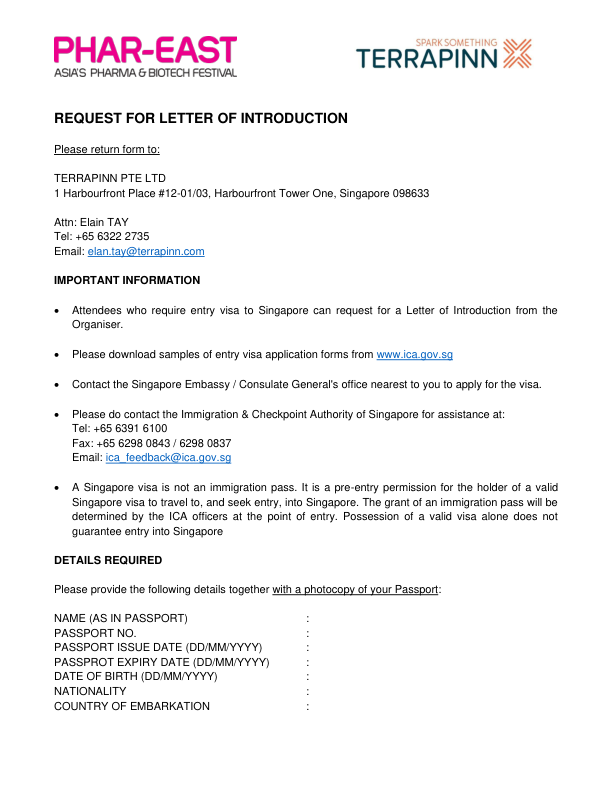 PHAR-EAST
ASIA'S PHARMA & BIOTECH FESTIVAL
SPARK SOMETHING
TERRAPINN
REQUEST FOR LETTER OF INTRODUCTION
Please return form to:
TERRAPINN PTE LTD
1 Harbourfront Place #12-01/03, Harbourfront Tower One, Singapore 098633
Attn: Elain TAY
Tel: +65 6322 2735
Email: elan.tay@terrapinn.com
IMPORTANT INFORMATION
• Attendees who require entry visa to Singapore can request for a Letter of Introduction from the
Organiser.
• Please download samples of entry visa application forms from www.ica.gov.sg
• Contact the Singapore Embassy / Consulate General's office nearest to you to apply for the visa.
• Please do contact the Immigration & Checkpoint Authority of Singapore for assistance at:
Tel: +65 6391 6100
Fax: +65 6298 0843 / 6298 0837
Email: ica_feedback@ica.gov.sg
• A Singapore visa is not an immigration pass. It is a pre-entry permission for the holder of a valid
Singapore visa to travel to, and seek entry, into Singapore. The grant of an immigration pass will be
determined by the ICA officers at the point of entry. Possession of a valid visa alone does not
guarantee entry into Singapore
DETAILS REQUIRED
Please provide the following details together with a photocopy of your Passport:
NAME (AS IN PASSPORT) :
PASSPORT NO. :
PASSPORT ISSUE DATE (DD/MM/YYYY) :
PASSPROT EXPIRY DATE (DD/MM/YYYY) :
DATE OF BIRTH (DD/MM/YYYY) :
NATIONALITY :
COUNTRY OF EMBARKATION :